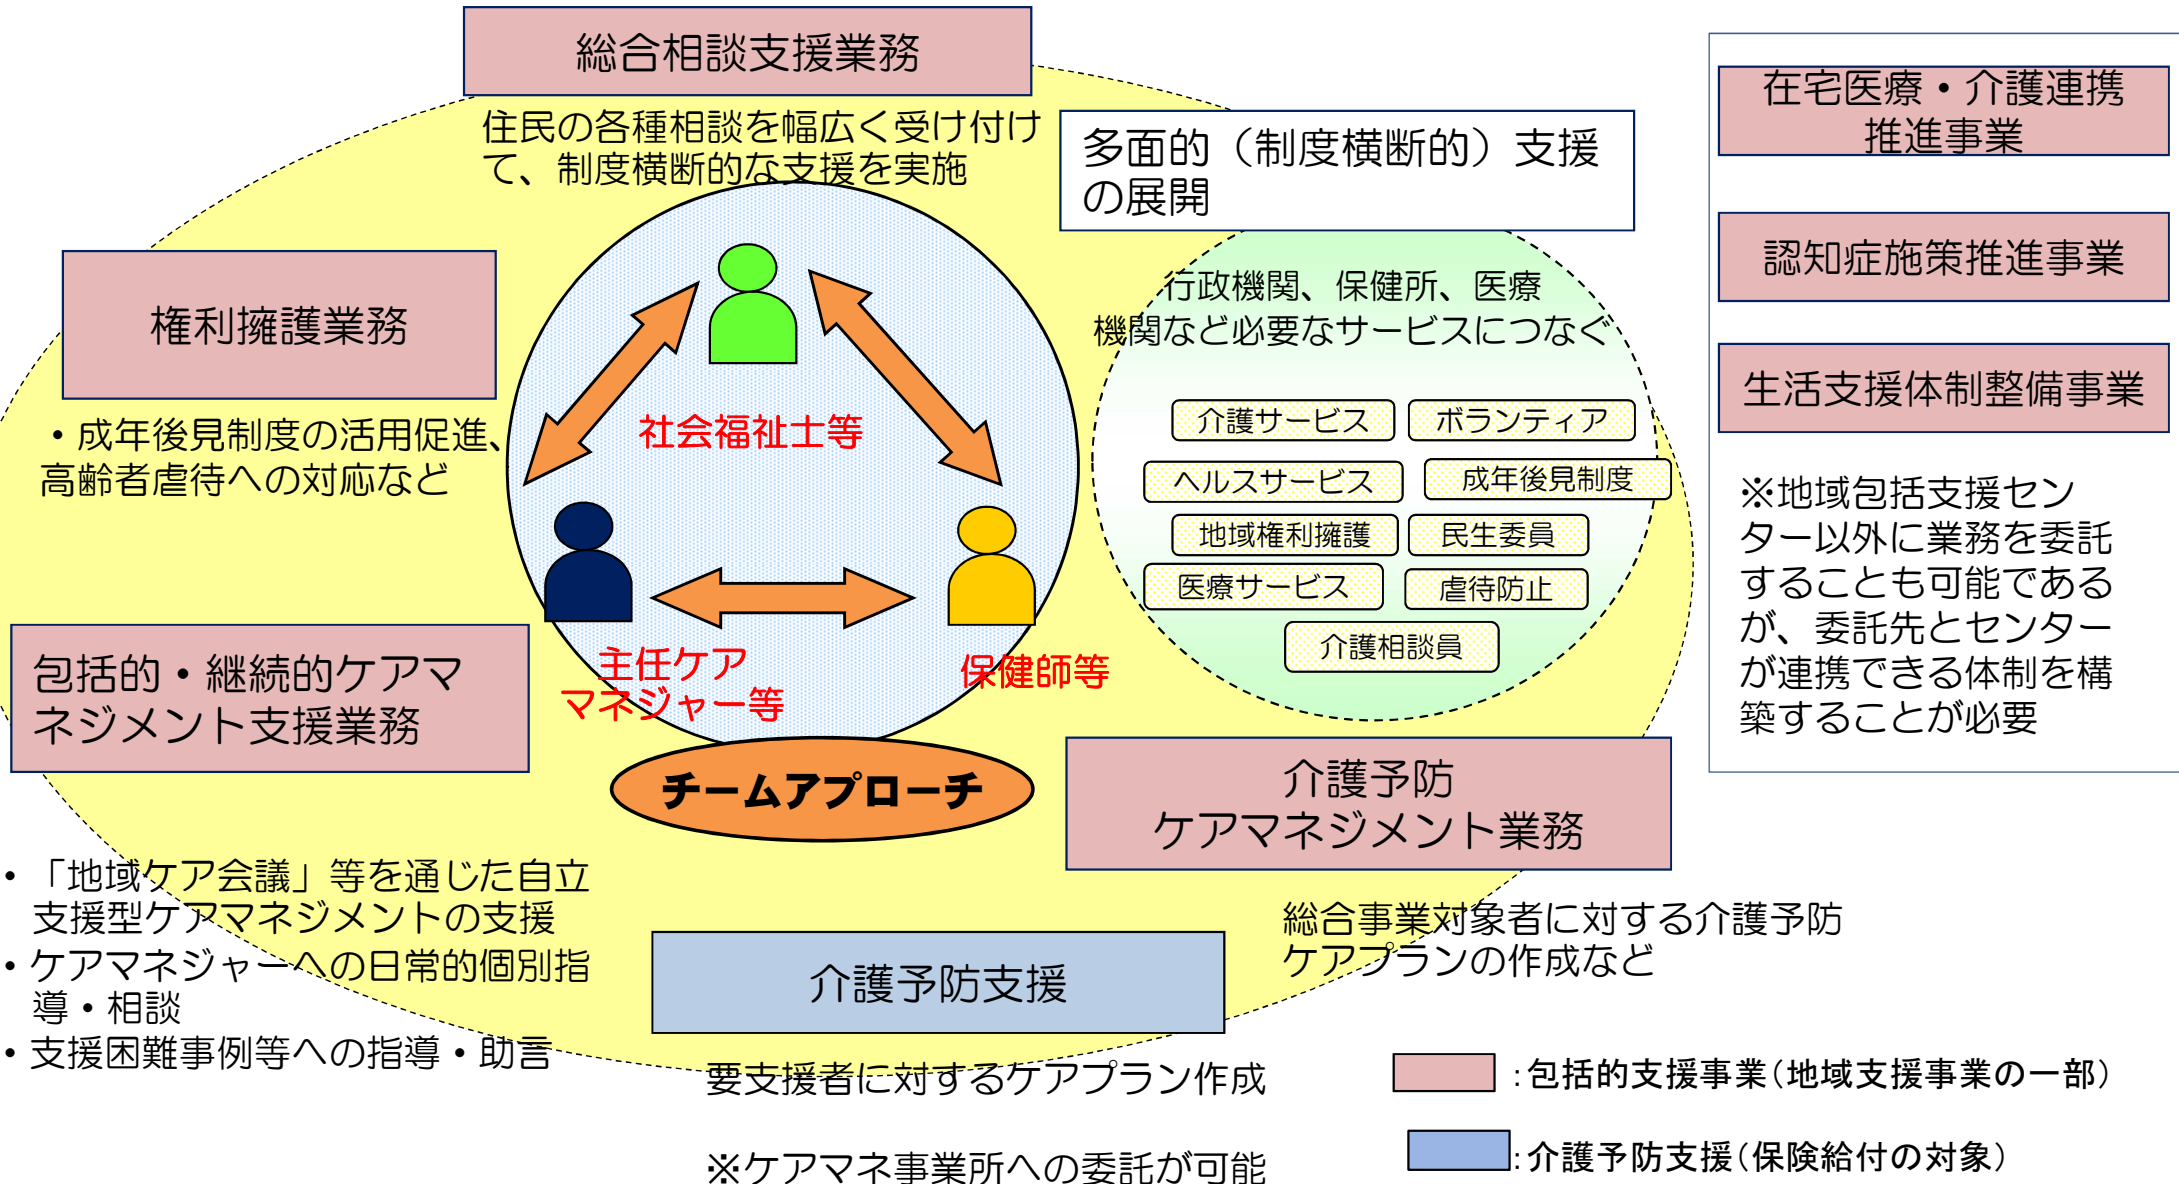 総合相談支援業務
住民の各種相談を幅広く受け付け
て、制度横断的な支援を実施
多面的（制度横断的）支援
の展開
行政機関、保健所、医療
機関など必要なサービスにつなぐ
介護サービス
ボランティア
ヘルスサービス
成年後見制度
地域権利擁護
民生委員
医療サービス
虐待防止
介護相談員
権利擁護業務
・成年後見制度の活用促進、
高齢者虐待への対応など
社会福祉士等
主任ケア
マネジャー等
保健師等
チームアプローチ
包括的・継続的ケアマ
ネジメント支援業務
・「地域ケア会議」等を通じた自立
支援型ケアマネジメントの支援
・ケアマネジャーへの日常的個別指
導・相談
・支援困難事例等への指導・助言
介護予防
ケアマネジメント業務
総合事業対象者に対する介護予防
ケアプランの作成など
介護予防支援
要支援者に対するケアプラン作成
※ケアマネ事業所への委託が可能
在宅医療・介護連携
推進事業
認知症施策推進事業
生活支援体制整備事業
※地域包括支援セン
ター以外に業務を委託
することも可能である
が、委託先とセンター
が連携できる体制を構
築することが必要
：包括的支援事業（地域支援事業の一部）
：介護予防支援（保険給付の対象）